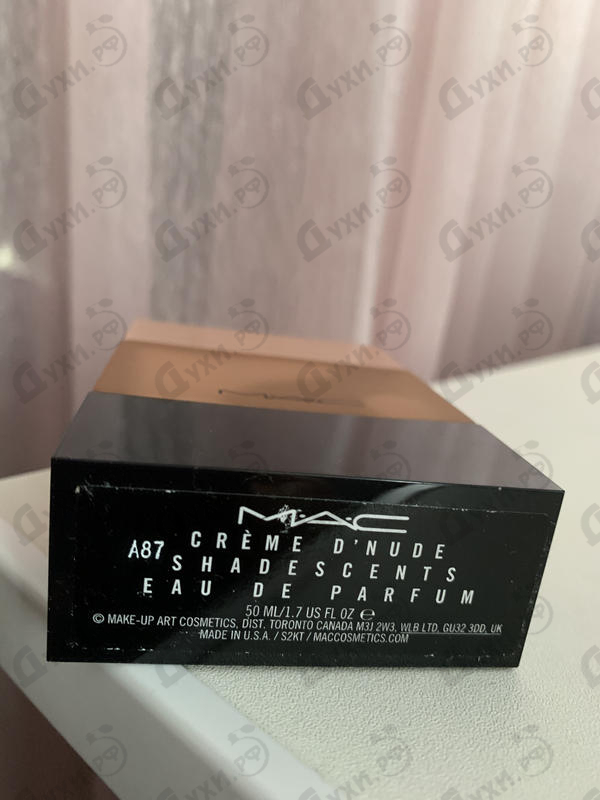 MAC
MAC
A87 CRÈME D'NUDE
SHADESCENTS
EAU DE PARFUM
50 ML/1.7 US FL OZ ℮
© MAKE-UP ART COSMETICS, DIST. TORONTO CANADA M3J 2W3, WLB LTD, GU32 3DD, UK
MADE IN U.S.A. / S2KT / MACCOSMETICS.COM
Духи.РФ